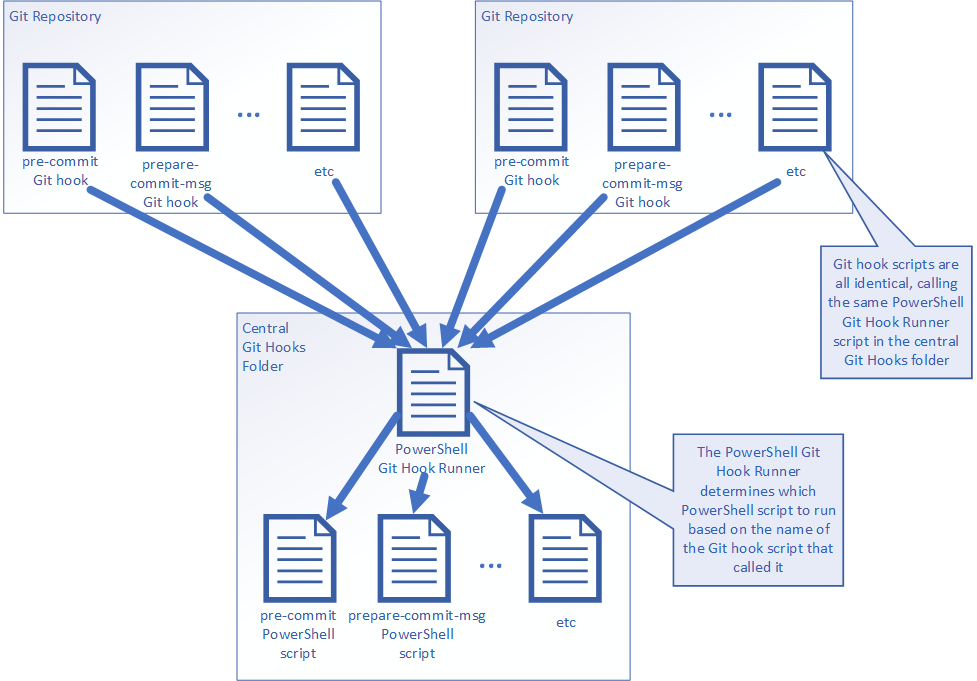 Git Repository
pre-commit
Git hook
prepare-
commit-msg
Git hook
...
etc
Git Repository
pre-commit
Git hook
prepare-
commit-msg
Git hook
...
etc
Git hook scripts are
all identical, calling
the same PowerShell
Git Hook Runner
script in the central
Git Hooks folder
Central
Git Hooks
Folder
PowerShell
Git Hook Runner
The PowerShell Git
Hook Runner
determines which
PowerShell script to run
based on the name of
the Git hook script that
called it
pre-commit
PowerShell
script
prepare-commit-msg
PowerShell
script
...
etc